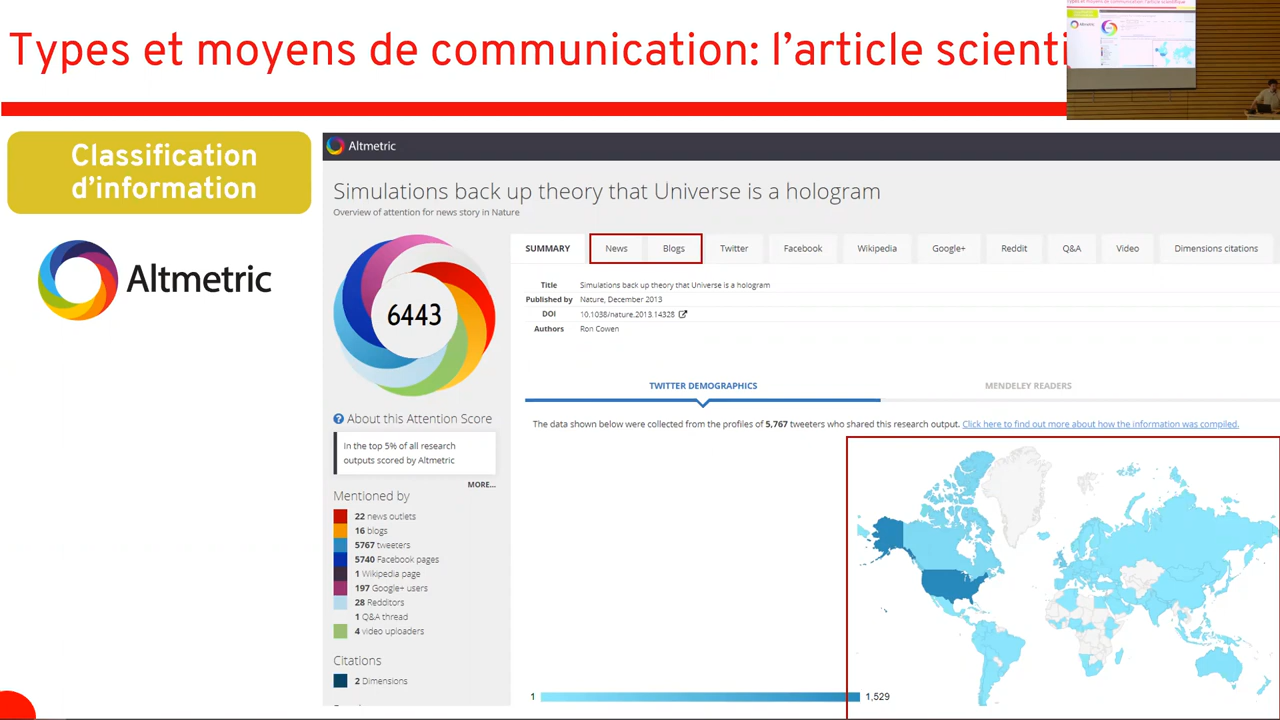 Types et moyens de communication: l'article scienti
Classification
d'information
Altmetric
Altmetric
Simulations back up theory that Universe is a hologram
Overview of attention for news story in Nature
6443
SUMMARY News Blogs Twitter Facebook Wikipedia Google+ Reddit Q&A Video Dimensions citations
Title Simulations back up theory that Universe is a hologram
Published by Nature, December 2013
DOI 10.1038/nature.2013.14328
Authors Ron Cowen
TWITTER DEMOGRAPHICS MENDELEY READERS
The data shown below were collected from the profiles of 5,767 tweeters who shared this research output. Click here to find out more about how the information was compiled.
? About this Attention Score
In the top 5% of all research
outputs scored by Altmetric
MORE...
Mentioned by
22 news outlets
16 blogs
5767 tweeters
5740 Facebook pages
1 Wikipedia page
197 Google+ users
28 Redditors
1 Q&A thread
4 video uploaders
Citations
2 Dimensions
1 1,529